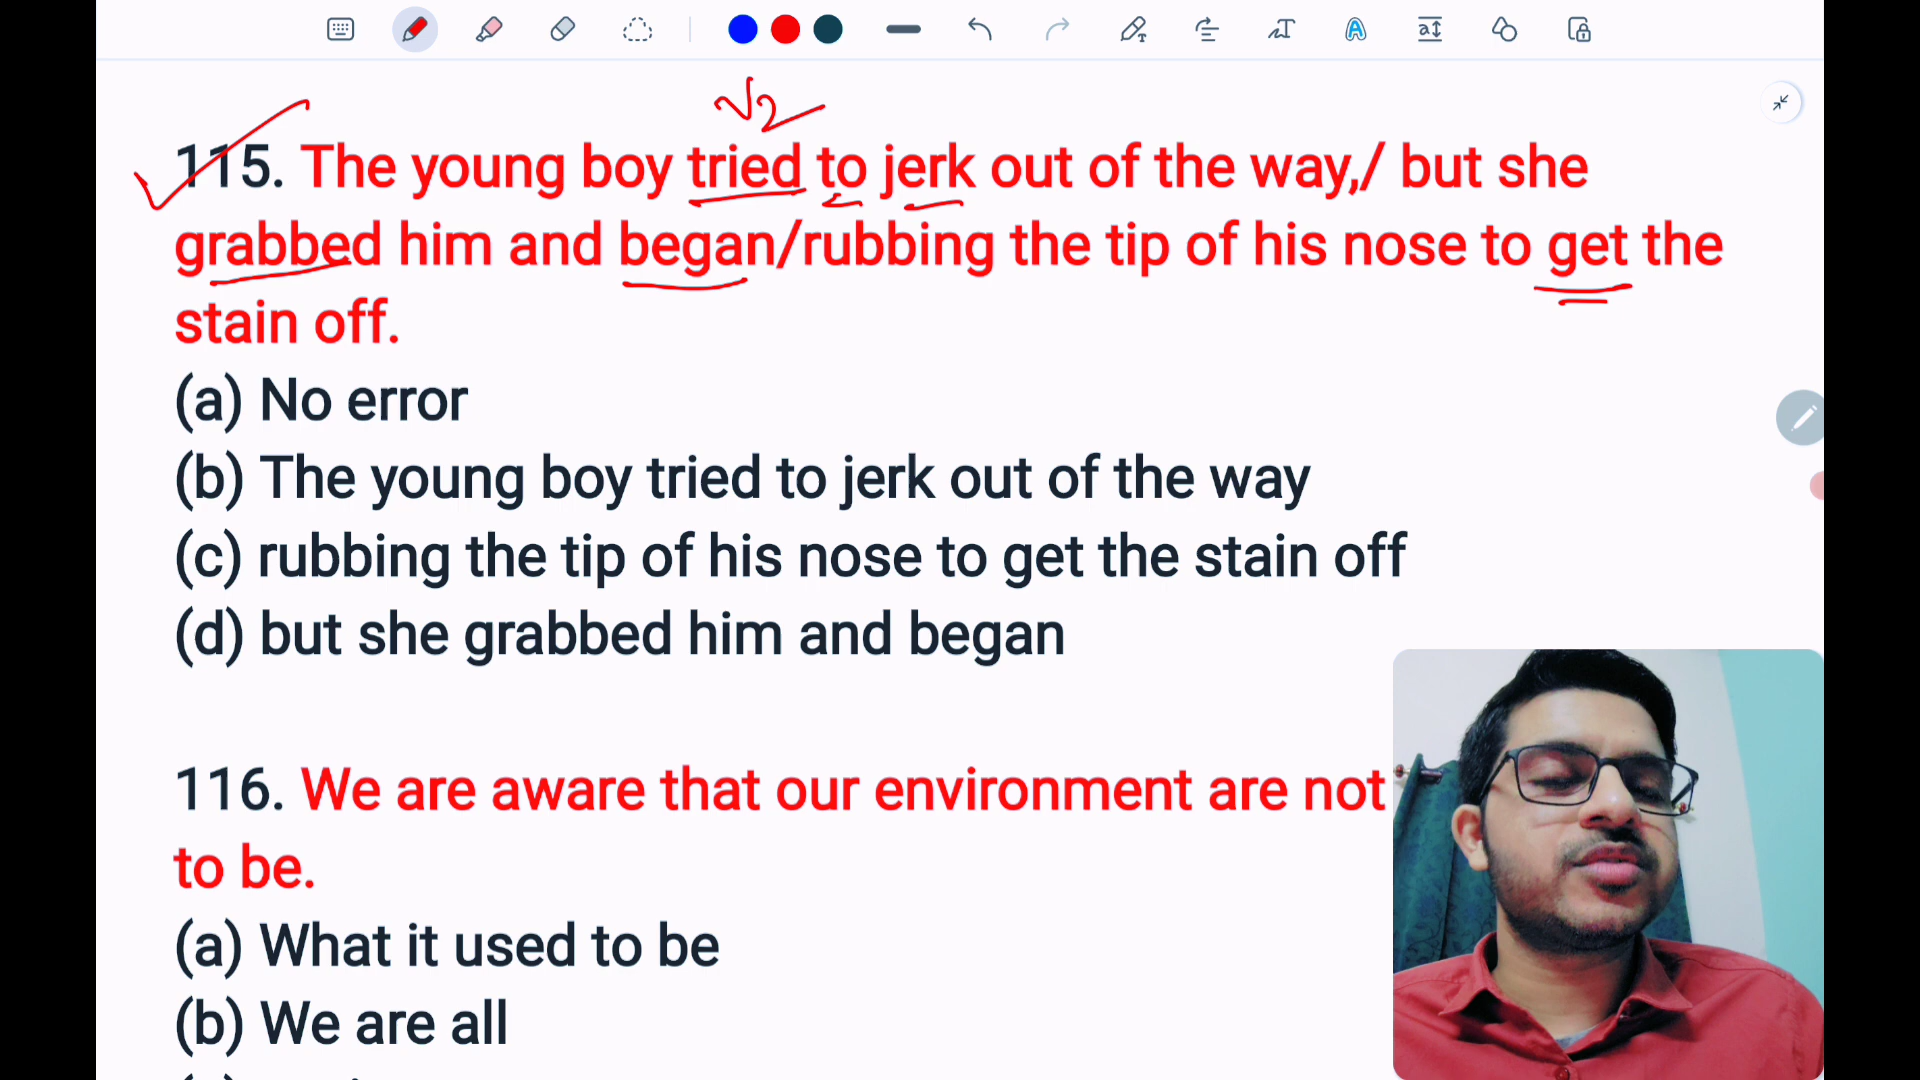 V2
115. The young boy tried to jerk out of the way,/ but she
grabbed him and began/rubbing the tip of his nose to get the
stain off.
(a) No error
(b) The young boy tried to jerk out of the way
(c) rubbing the tip of his nose to get the stain off
(d) but she grabbed him and began
116. We are aware that our environment are not
to be.
(a) What it used to be
(b) We are all